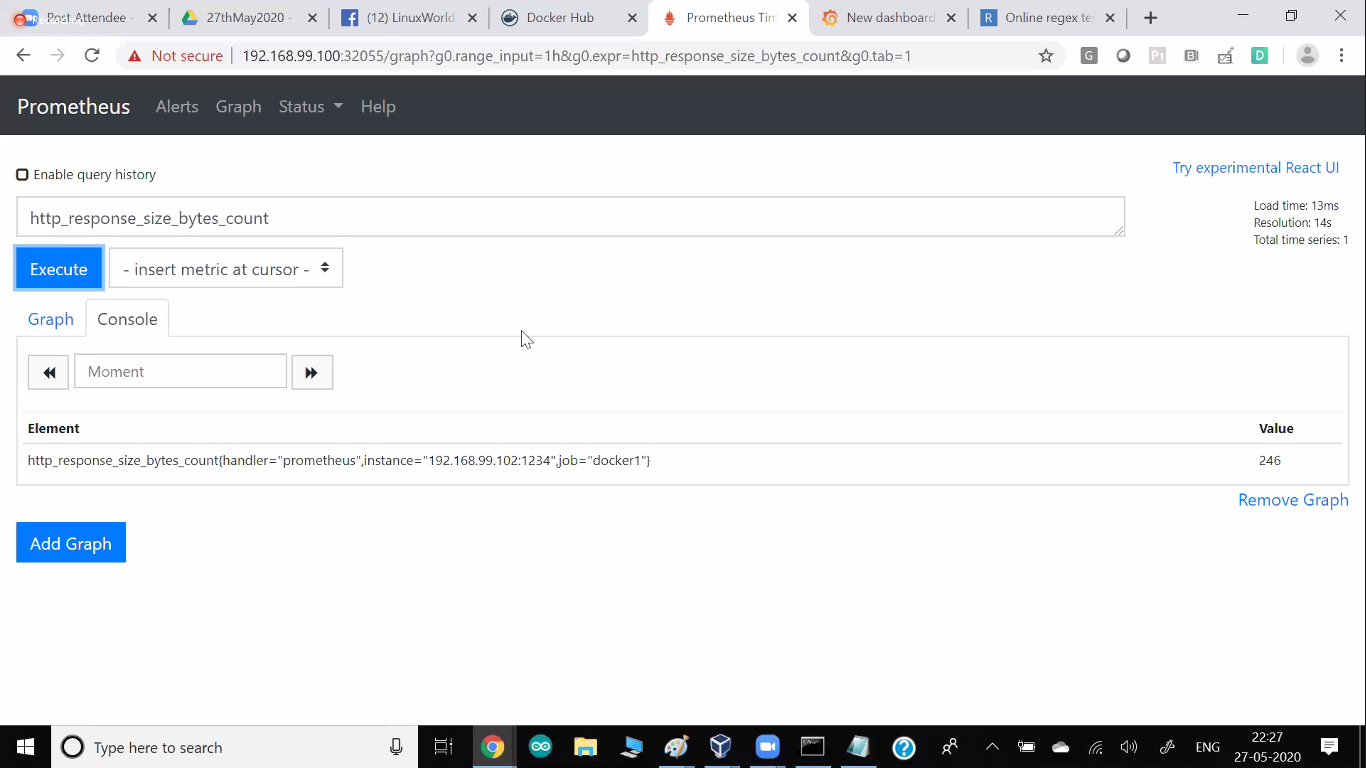 Post Attendee -
27thMay2020 -
(12) LinuxWorld
Docker Hub
Prometheus Tim
New dashboard
R
Online regex tes
Not secure
192.168.99.100:32055/graph?g0.range_input=1h&g0.expr=http_response_size_bytes_count&g0.tab=1
G
P1
B
D
Prometheus
Alerts
Graph
Status
Help
Enable query history
Try experimental React UI
http_response_size_bytes_count
Load time: 13ms
Resolution: 14s
Total time series: 1
Execute
- insert metric at cursor -
Graph
Console
Moment
Element
Value
http_response_size_bytes_count{handler="prometheus",instance="192.168.99.102:1234",job="docker1"}
246
Remove Graph
Add Graph
Type here to search
ENG
22:27
27-05-2020